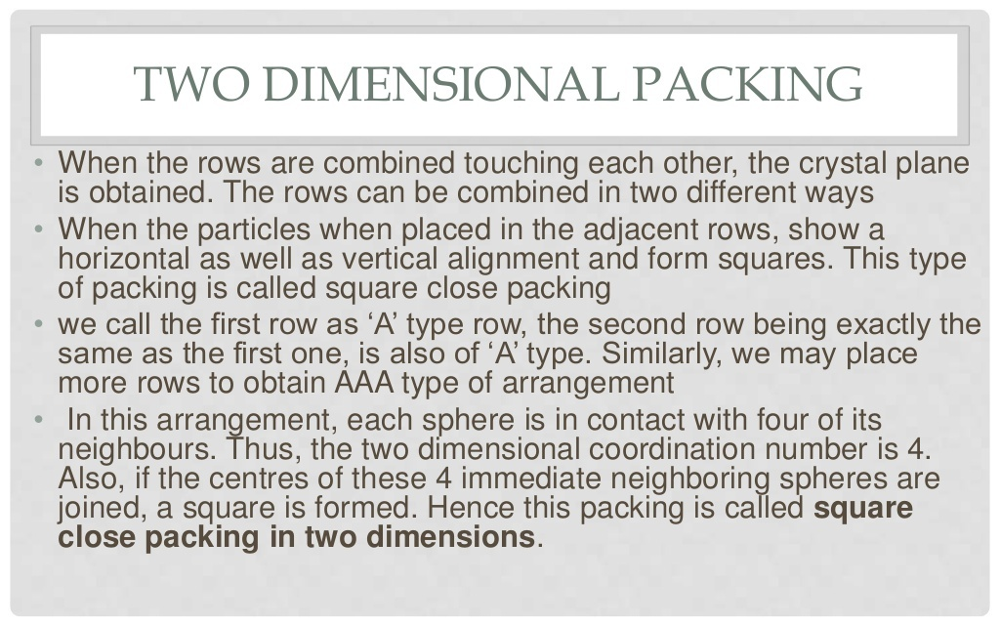 TWO DIMENSIONAL PACKING
• When the rows are combined touching each other, the crystal plane
is obtained. The rows can be combined in two different ways
• When the particles when placed in the adjacent rows, show a
horizontal as well as vertical alignment and form squares. This type
of packing is called square close packing
• we call the first row as ‘A’ type row, the second row being exactly the
same as the first one, is also of ‘A’ type. Similarly, we may place
more rows to obtain AAA type of arrangement
• In this arrangement, each sphere is in contact with four of its
neighbours. Thus, the two dimensional coordination number is 4.
Also, if the centres of these 4 immediate neighboring spheres are
joined, a square is formed. Hence this packing is called square
close packing in two dimensions.